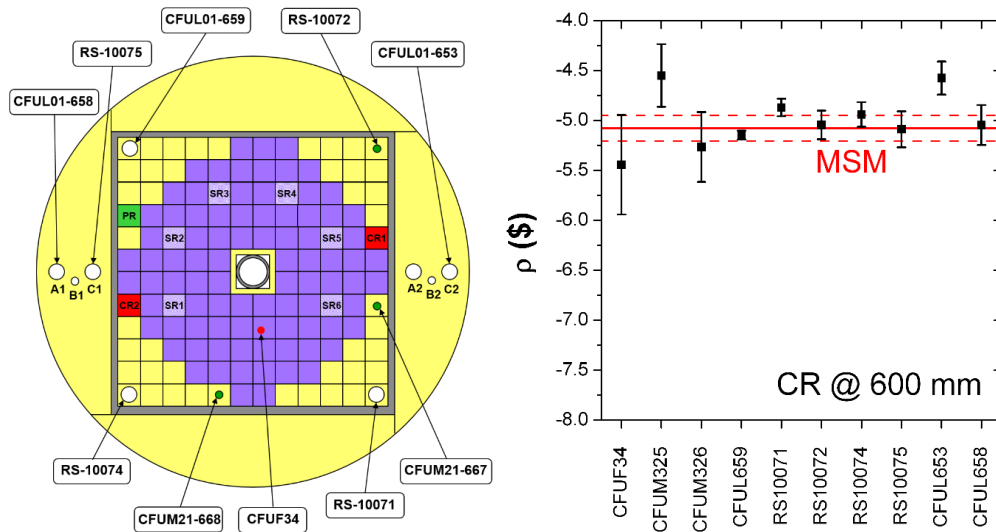 CFUL01-659
RS-10072
RS-10075
CFUL01-653
CFUL01-658
SR3 SR4
PR
SR2 SR5 CR1
A1 B1 C1
A2 B2 C2
CR2 SR1 SR6
RS-10074
CFUM21-667
RS-10071
CFUM21-668
CFUF34
ρ ($)
-4.0
-4.5
-5.0
-5.5
-6.0
-6.5
-7.0
-7.5
-8.0
MSM
CR @ 600 mm
CFUF34
CFUM325
CFUM326
CFUL659
RS10071
RS10072
RS10074
RS10075
CFUL653
CFUL658